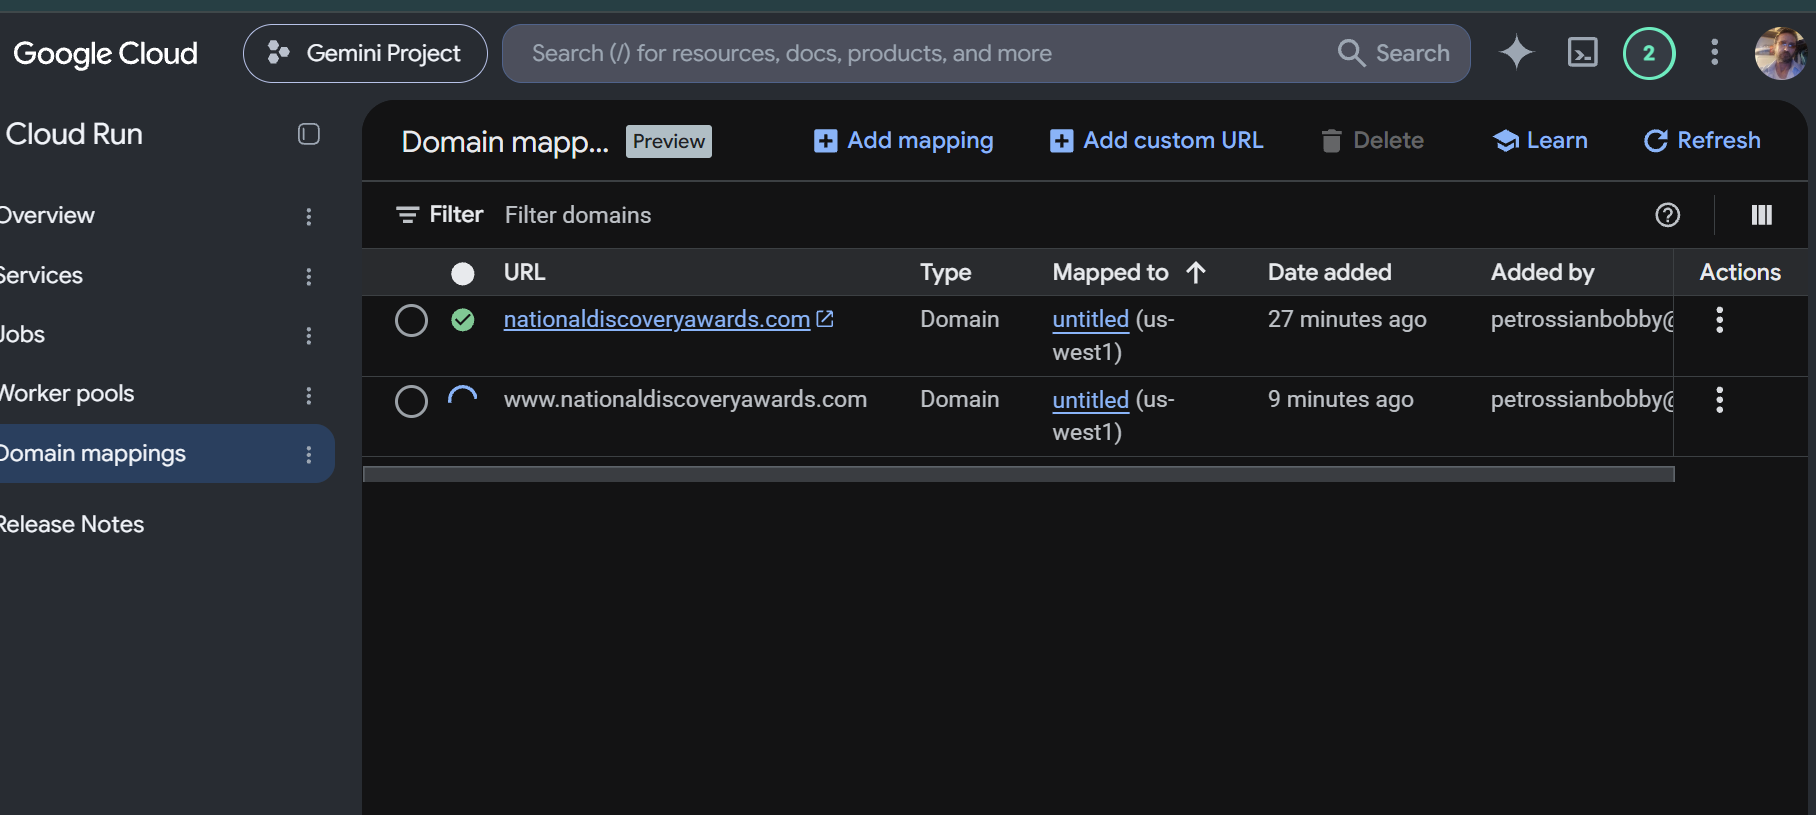 Google Cloud
Gemini Project
Search (/) for resources, docs, products, and more
Search
2
Cloud Run
Overview
Services
Jobs
Worker pools
Domain mappings
Release Notes
Domain mapp...
Preview
Add mapping
Add custom URL
Delete
Learn
Refresh
Filter
Filter domains
URL
Type
Mapped to
Date added
Added by
Actions
nationaldiscoveryawards.com
Domain
untitled (us-
west1)
27 minutes ago
petrossianbobby@
www.nationaldiscoveryawards.com
Domain
untitled (us-
west1)
9 minutes ago
petrossianbobby@